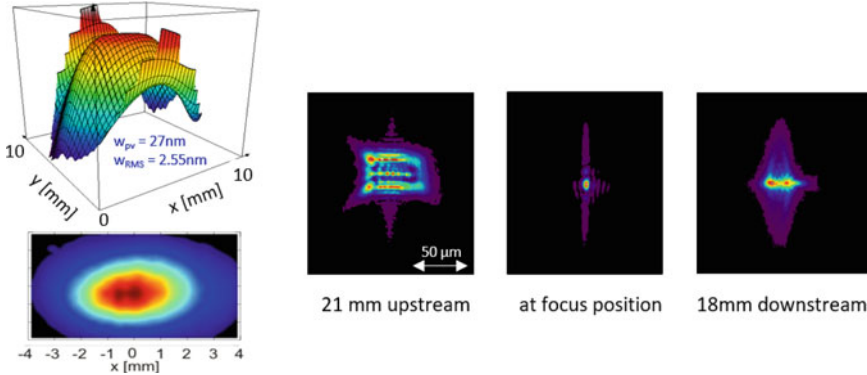 10
y [mm]
0
x [mm]
10
w_pv = 27nm
w_RMS = 2.55nm
-4 -3 -2 -1 0 1 2 3 4
x [mm]
50 µm
21 mm upstream
at focus position
18mm downstream